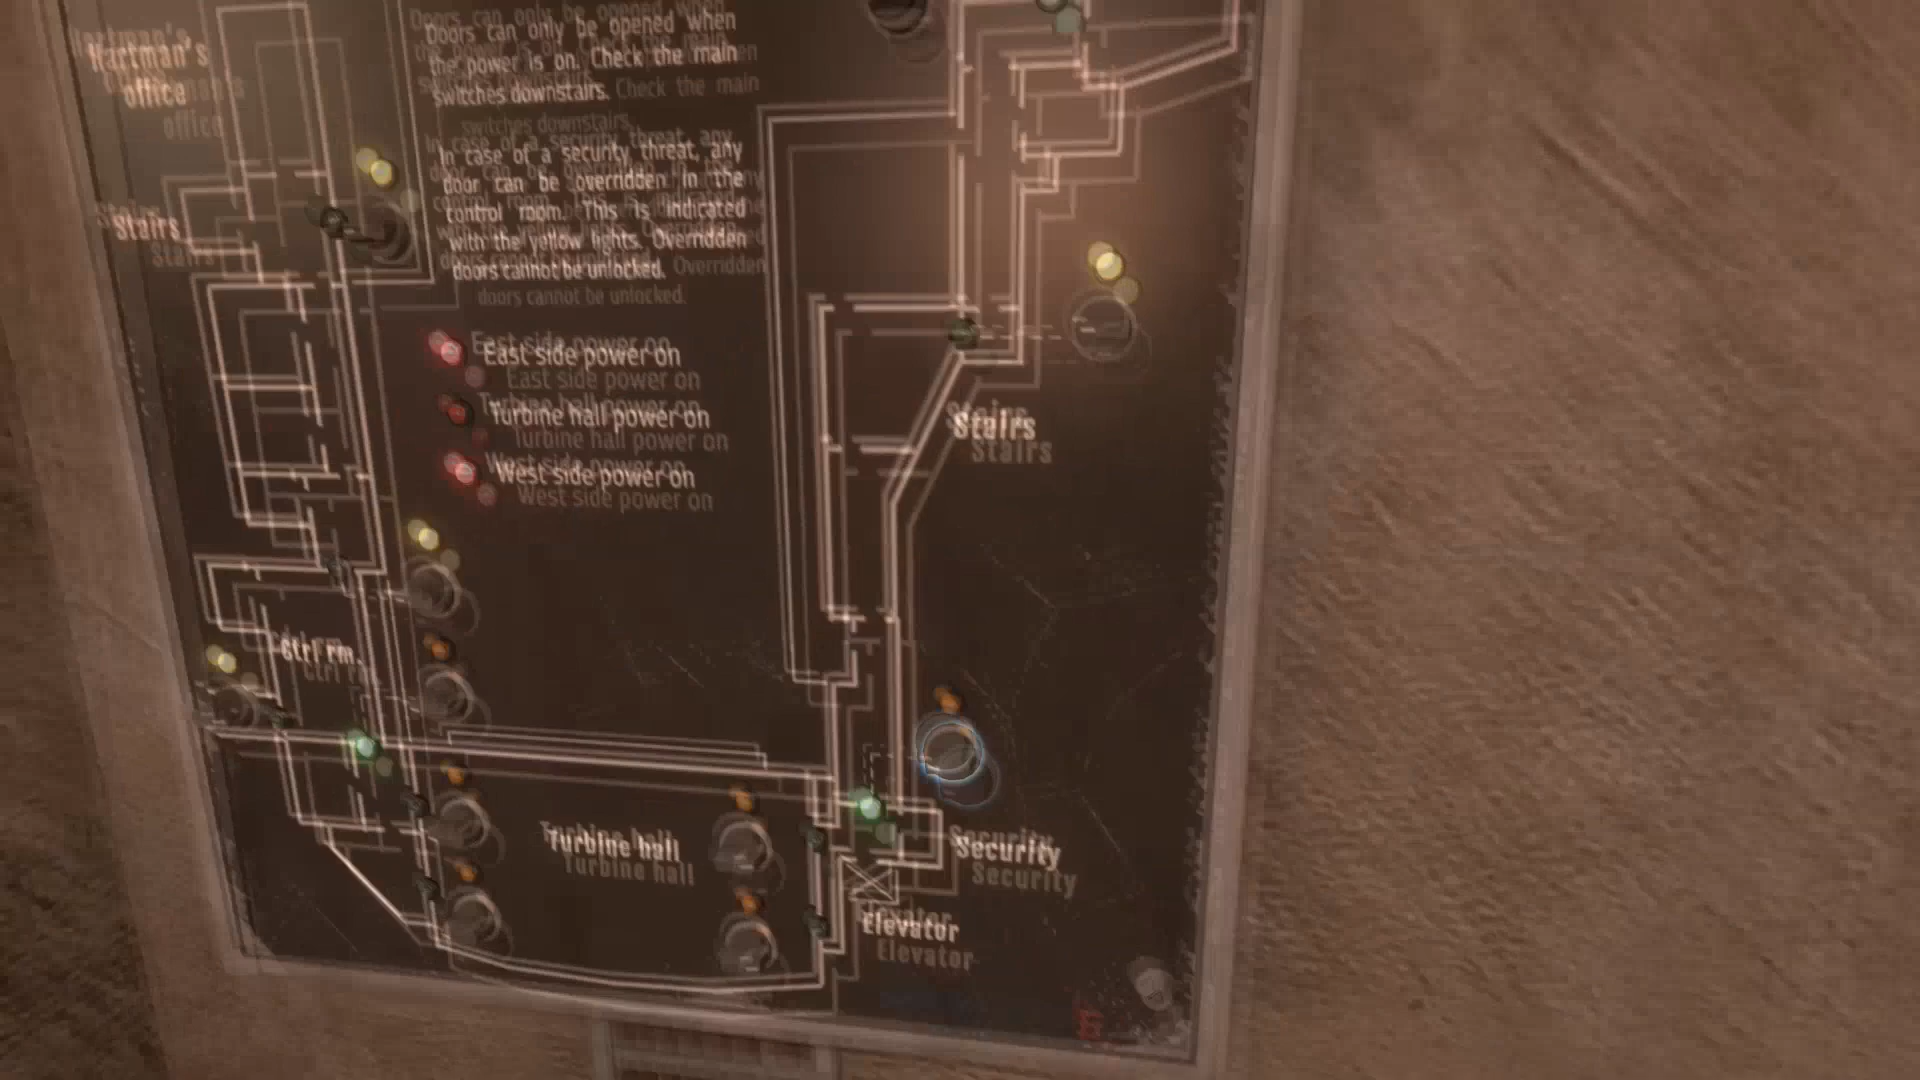 Hartman's
office
Doors can only be opened when
the power is on. Check the main
switches downstairs.
In case of a security threat, any
door can be overridden in the
control room. This is indicated
with the yellow lights. Overridden
doors cannot be unlocked.
Stairs
East side power on
Turbine hall power on
West side power on
Stairs
Ctrl rm.
Turbine hall
Security
Elevator